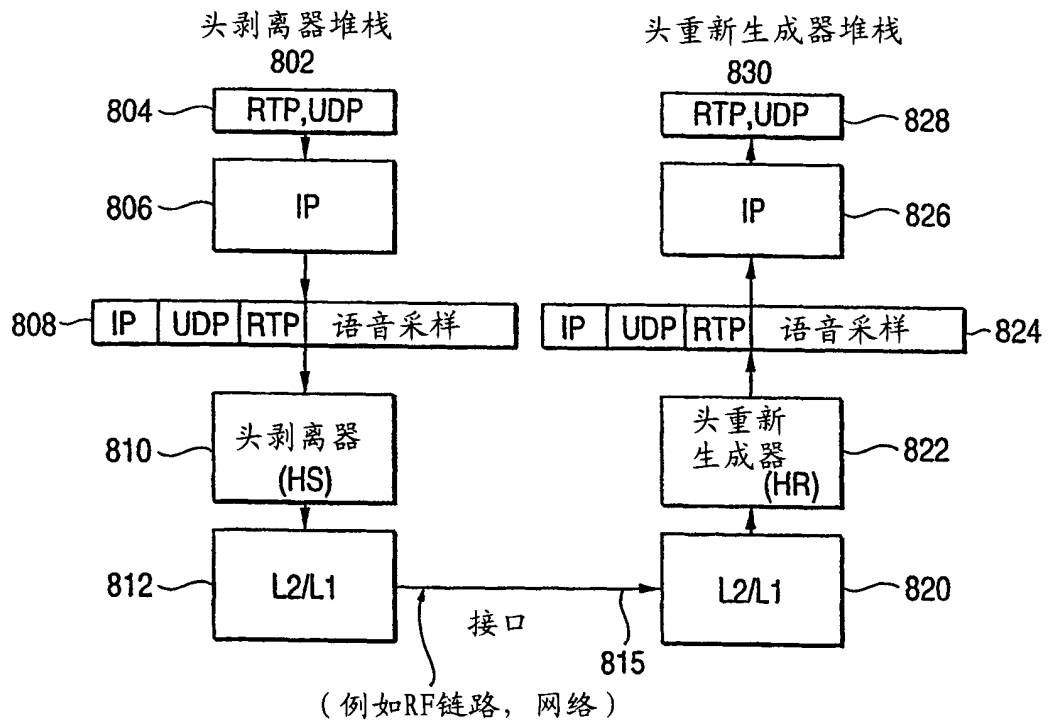 头剥离器堆栈
802
804
RTP,UDP
806
IP
808
IP UDP RTP 语音采样
810
头剥离器
(HS)
812
L2/L1
接口
815
(例如RF链路，网络)
头重新生成器堆栈
830
RTP,UDP
828
IP
826
IP UDP RTP 语音采样
824
头重新
生成器
(HR)
822
L2/L1
820